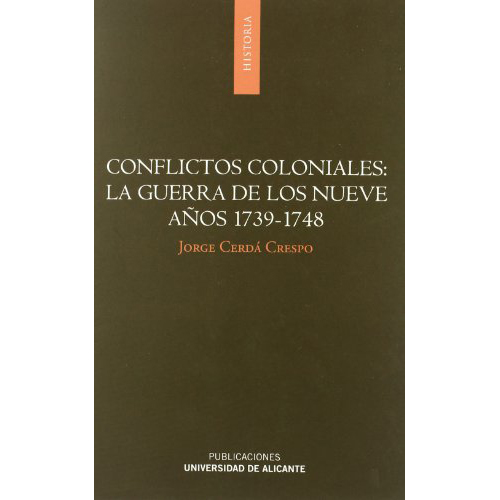 HISTORIA
CONFLICTOS COLONIALES:
LA GUERRA DE LOS NUEVE
AÑOS 1739-1748
JORGE CERDÁ CRESPO
PUBLICACIONES
UNIVERSIDAD DE ALICANTE